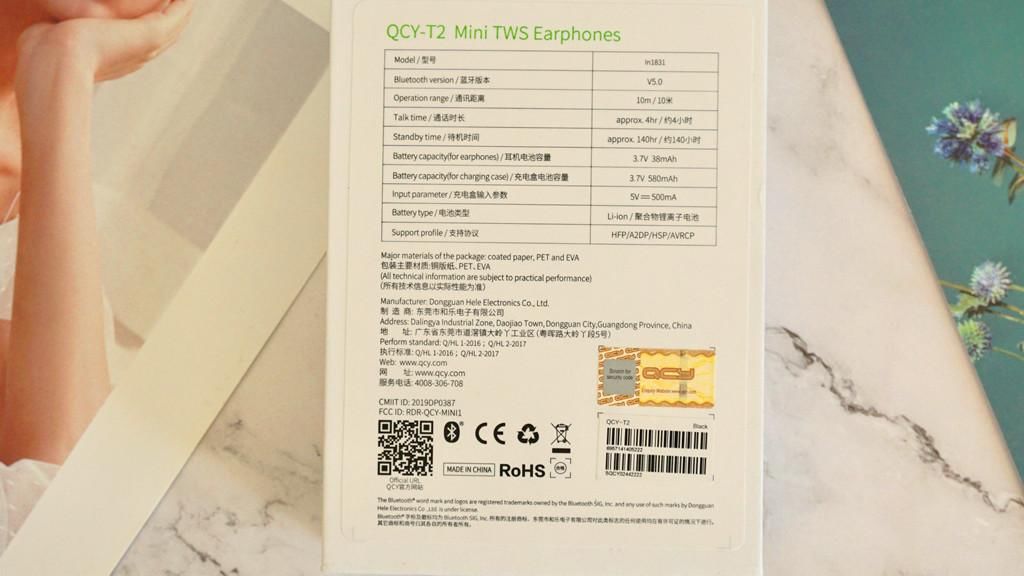 QCY-T2 Mini TWS Earphones
Model / 型号 In1831
Bluetooth version / 蓝牙版本 V5.0
Operation range / 通讯距离 10m / 10米
Talk time / 通话时长 approx. 4hr / 约4小时
Standby time / 待机时间 approx. 140hr / 约140小时
Battery capacity(for earphones) / 耳机电池容量 3.7V 38mAh
Battery capacity(for charging case) / 充电盒电池容量 3.7V 580mAh
Input parameter / 充电盒输入参数 5V⎓500mA
Battery type / 电池类型 Li-ion / 聚合物锂离子电池
Support profile / 支持协议 HFP/A2DP/HSP/AVRCP
Major materials of the package: coated paper, PET and EVA
包装主要材质:铜版纸、PET、EVA
(All technical information are subject to practical performance)
(所有技术信息以实际性能为准)
Manufacturer: Dongguan Hele Electronics Co., Ltd.
制 造 商: 东莞市和乐电子有限公司
Address: Dalingya Industrial Zone, Daojiao Town, Dongguan City,Guangdong Province, China
地 址: 广东省东莞市道滘镇大岭丫工业区(粤晖路大岭丫段5号)
Perform standard: Q/HL 1-2016; Q/HL 2-2017
执行标准: Q/HL 1-2016; Q/HL 2-2017
Web: www.qcy.com
网 址: www.qcy.com
服务电话: 4008-306-708
Scratch for
security code
QCY
CMIIT ID: 2019DP0387
FCC ID: RDR-QCY-MINI1
Official URL
QCY官方网站
CE
MADE IN CHINA RoHS 合格
QCY-T2 Black
6957141405222
The Bluetooth® word mark and logos are registered trademarks owned by the Bluetooth SIG, Inc. and any use of such marks by Dongguan
Hele Electronics Co.,Ltd. is under license.
Bluetooth® 字标及徽标均为 Bluetooth SIG, Inc. 所有的注册商标, 东莞市和乐电子有限公司对此类标志的任何使用均在有许可证的情况下进行。
其它商标和商号归其各自的所有者所有。